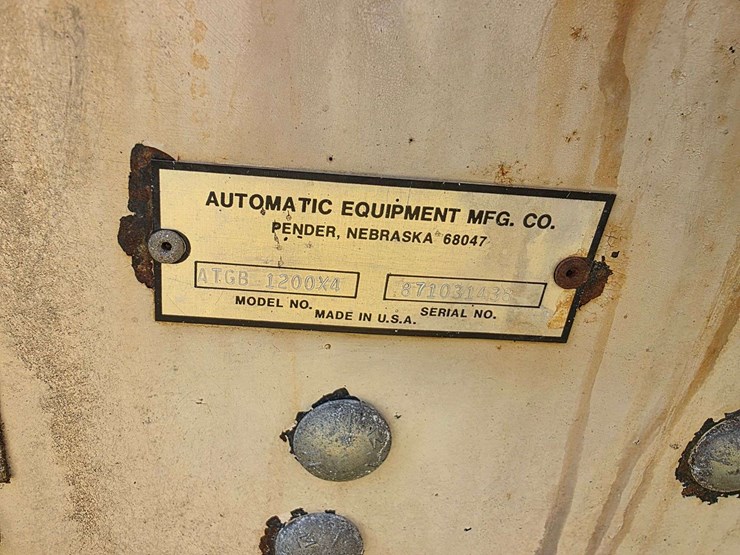 AUTOMATIC EQUIPMENT MFG. CO.
PENDER, NEBRASKA 68047
ATGB 1200X4
MODEL NO.
SERIAL NO.
MADE IN U.S.A.